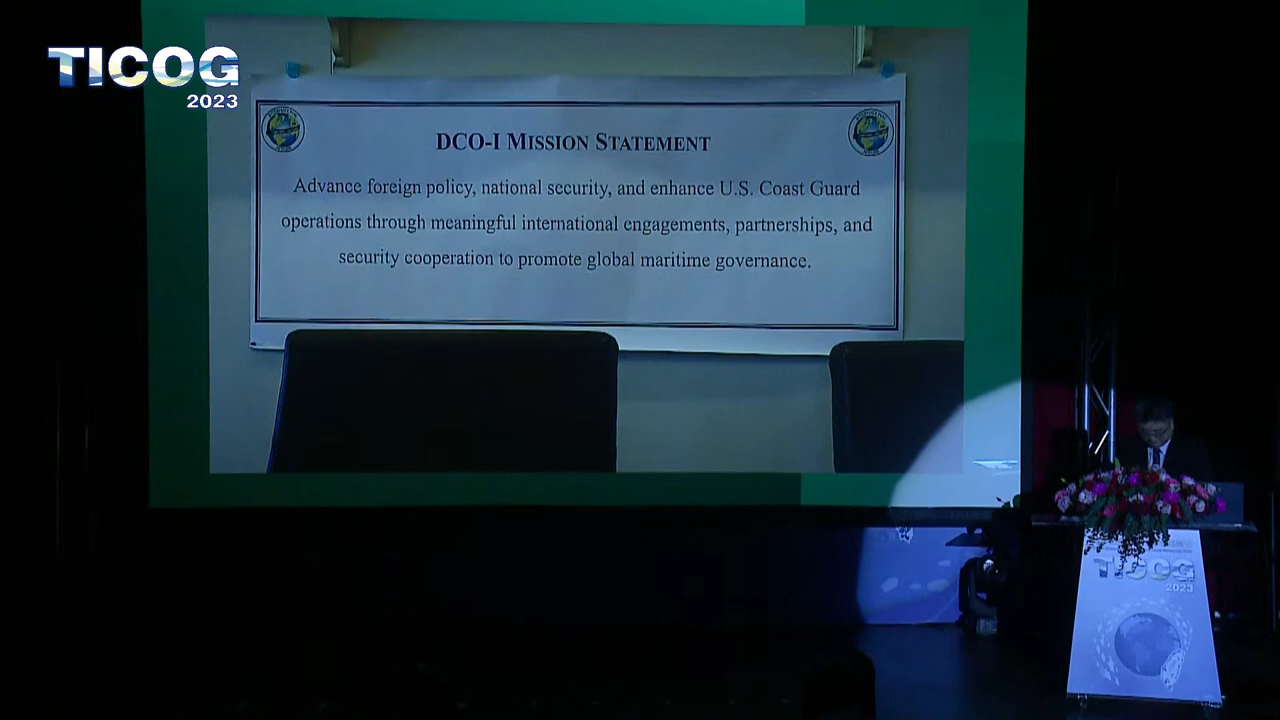 TICOG
2023
DCO-I MISSION STATEMENT
Advance foreign policy, national security, and enhance U.S. Coast Guard
operations through meaningful international engagements, partnerships, and
security cooperation to promote global maritime governance.
TICOG
2023